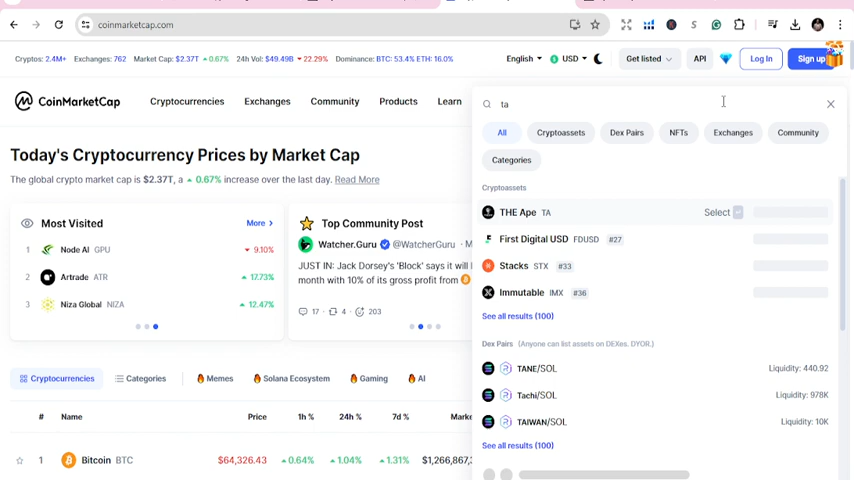 coinmarketcap.com
Cryptos: 2.4M+ Exchanges: 762 Market Cap: $2.37T 0.67% 24h Vol: $49.49B 22.29% Dominance: BTC: 53.4% ETH: 16.0%
English USD Get listed API Log In Sign up
CoinMarketCap Cryptocurrencies Exchanges Community Products Learn
ta
All Cryptoassets Dex Pairs NFTs Exchanges Community
Categories
Today's Cryptocurrency Prices by Market Cap
The global crypto market cap is $2.37T, a 0.67% increase over the last day. Read More
Cryptoassets
THE Ape TA Select
First Digital USD FDUSD #27
Stacks STX #33
Immutable IMX #36
See all results (100)
Dex Pairs (Anyone can list assets on DEXes. DYOR.)
TANE/SOL Liquidity: 440.92
Tachi/SOL Liquidity: 978K
TAIWAN/SOL Liquidity: 10K
See all results (100)
Most Visited More >
1 Node AI GPU 9.10%
2 Artrade ATR 17.73%
3 Niza Global NIZA 12.47%
Top Community Post
Watcher.Guru @WatcherGuru · M
JUST IN: Jack Dorsey's 'Block' says it will
month with 10% of its gross profit from
17 4 203
Cryptocurrencies Categories Memes Solana Ecosystem Gaming AI
# Name Price 1h % 24h % 7d % Marke
1 Bitcoin BTC $64,326.43 0.64% 1.04% 1.31% $1,266,867,